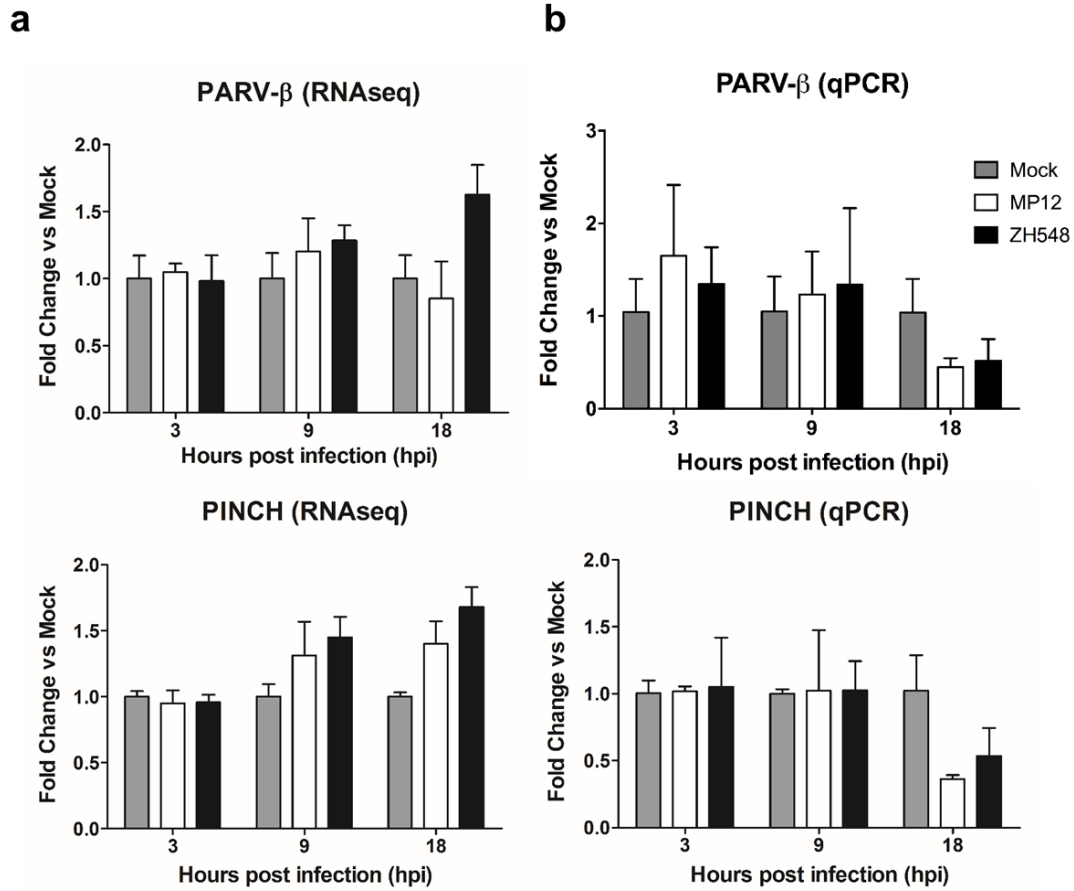 a
PARV-β (RNAseq)
Fold Change vs Mock
2.0
1.5
1.0
0.5
0.0
3 9 18
Hours post infection (hpi)
b
PARV-β (qPCR)
Fold Change vs Mock
3
2
1
0
3 9 18
Hours post infection (hpi)
Mock
MP12
ZH548
PINCH (RNAseq)
Fold Change vs Mock
2.0
1.5
1.0
0.5
0.0
3 9 18
Hours post infection (hpi)
PINCH (qPCR)
Fold Change vs Mock
2.0
1.5
1.0
0.5
0.0
3 9 18
Hours post infection (hpi)